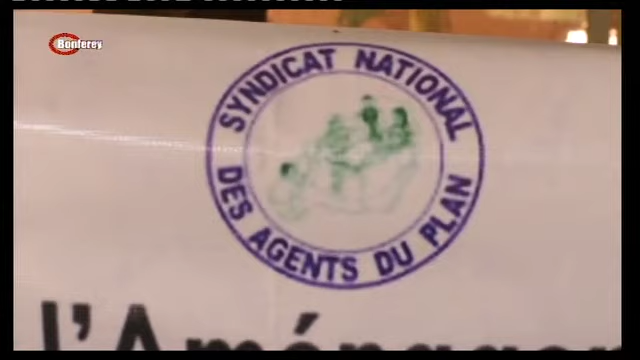 Bonferey
SYNDICAT NATIONAL
DES AGENTS DU PLAN